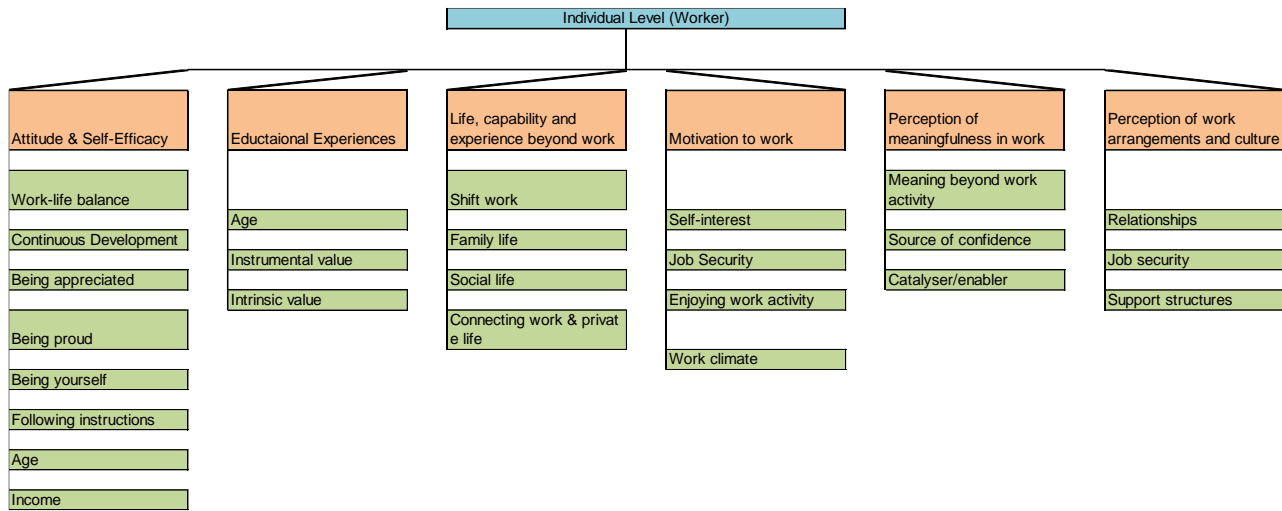 Individual Level (Worker)
Attitude & Self-Efficacy
Work-life balance
Continuous Development
Being appreciated
Being proud
Being yourself
Following instructions
Age
Income
Eductaional Experiences
Age
Instrumental value
Intrinsic value
Life, capability and
experience beyond work
Shift work
Family life
Social life
Connecting work & privat
e life
Motivation to work
Self-interest
Job Security
Enjoying work activity
Work climate
Perception of
meaningfulness in work
Meaning beyond work
activity
Source of confidence
Catalyser/enabler
Perception of work
arrangements and culture
Relationships
Job security
Support structures